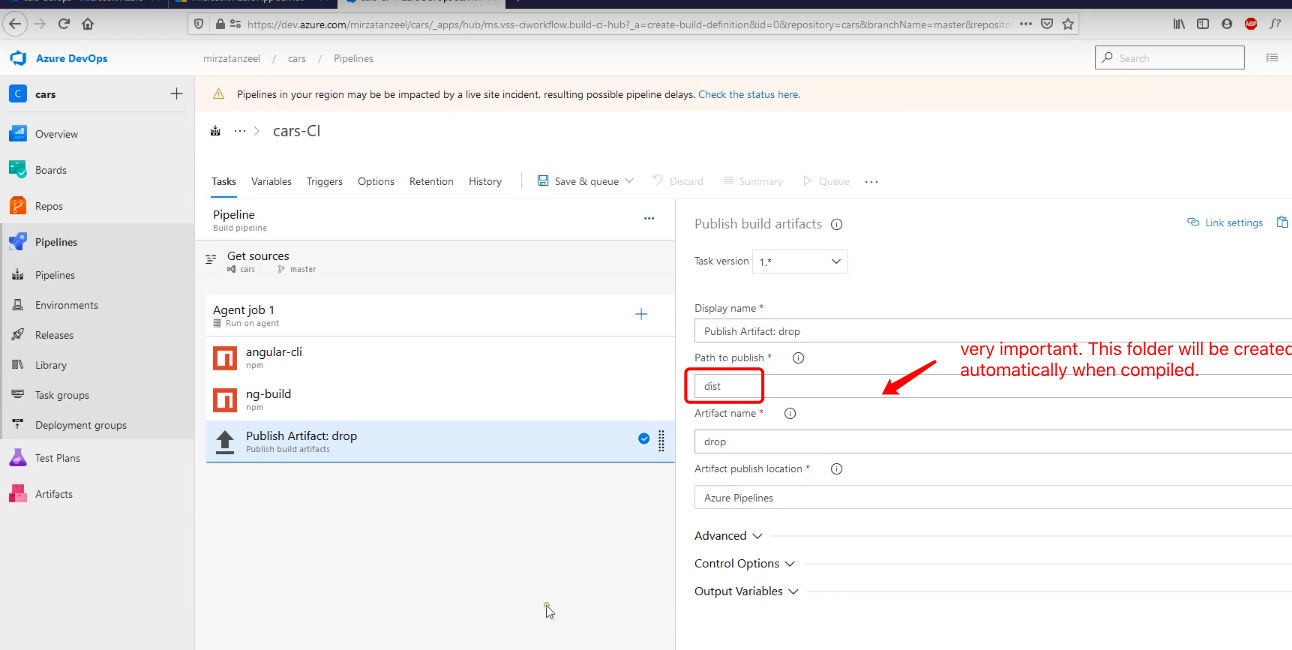 https://dev.azure.com/mirzatanzeel/cars/_apps/hub/ms.vss-ciworkflow.build-ci-hub?_a=create-build-definition&id=0&repository=cars&branchName=master&reposito
Azure DevOps
mirzatanzeel / cars / Pipelines
Search
C cars
Pipelines in your region may be be impacted by a live site incident, resulting possible pipeline delays. Check the status here.
Overview
Boards
Repos
Pipelines
Pipelines
Environments
Releases
Library
Task groups
Deployment groups
Test Plans
Artifacts
... > cars-CI
Tasks Variables Triggers Options Retention History
Save & queue Discard Summary Queue ...
Pipeline
Build pipeline
Get sources
cars master
Agent job 1
Run on agent
angular-cli
npm
ng-build
npm
Publish Artifact: drop
Publish build artifacts
Publish build artifacts
Link settings
Task version 1.*
Display name *
Publish Artifact: drop
Path to publish *
very important. This folder will be created
automatically when compiled.
dist
Artifact name *
drop
Artifact publish location *
Azure Pipelines
Advanced
Control Options
Output Variables